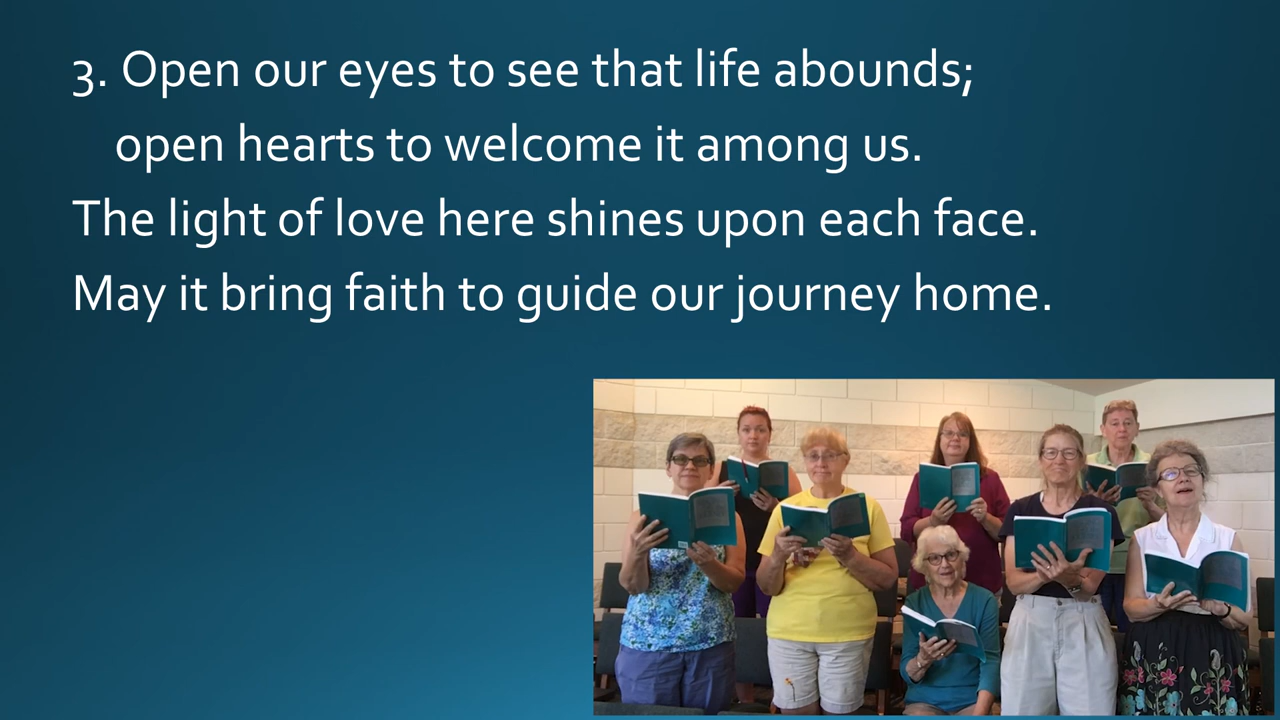 3. Open our eyes to see that life abounds;
open hearts to welcome it among us.
The light of love here shines upon each face.
May it bring faith to guide our journey home.